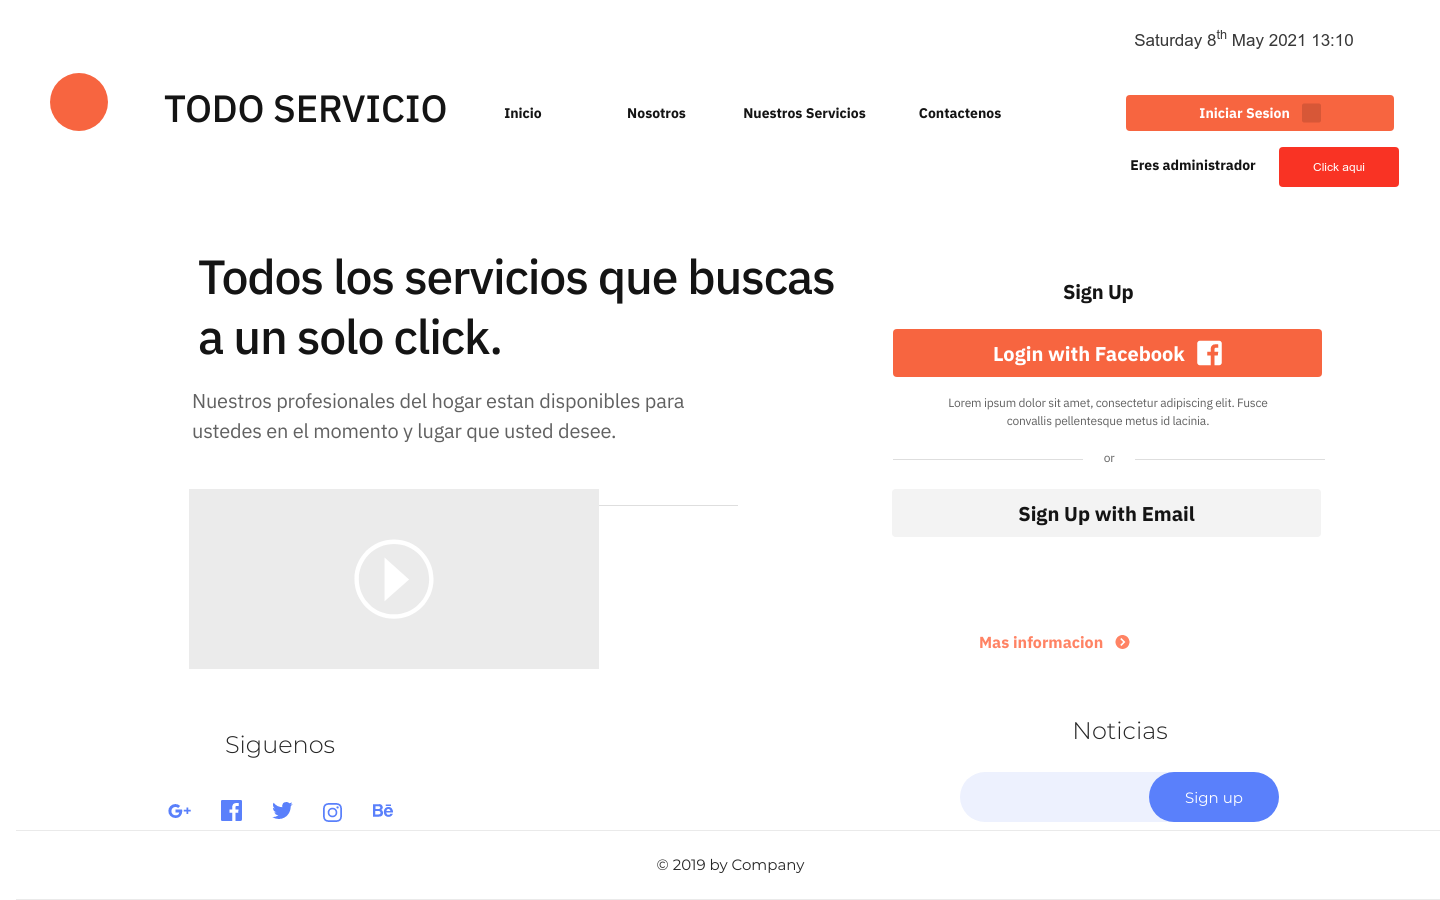 Saturday 8th May 2021 13:10
TODO SERVICIO
Inicio
Nosotros
Nuestros Servicios
Contactenos
Iniciar Sesion
Eres administrador
Click aqui
Todos los servicios que buscas
a un solo click.
Nuestros profesionales del hogar estan disponibles para
ustedes en el momento y lugar que usted desee.
Sign Up
Login with Facebook
Lorem ipsum dolor sit amet, consectetur adipiscing elit. Fusce
convallis pellentesque metus id lacinia.
or
Sign Up with Email
Mas informacion
Siguenos
G+
Bē
Noticias
Sign up
© 2019 by Company